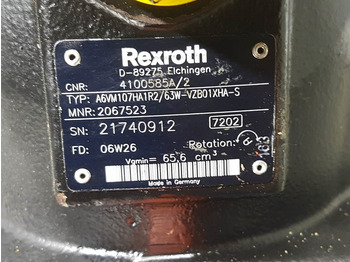 Rexroth
D-89275 Elchingen
CNR: 4100585A/2
TYP: A6VM107HA1R2/63W-VZB01XHA-S
MNR: 2067523
SN: 21740912 7202
FD: 06W26 Rotation:
Vgmin= 65,6 cm³
Made in Germany